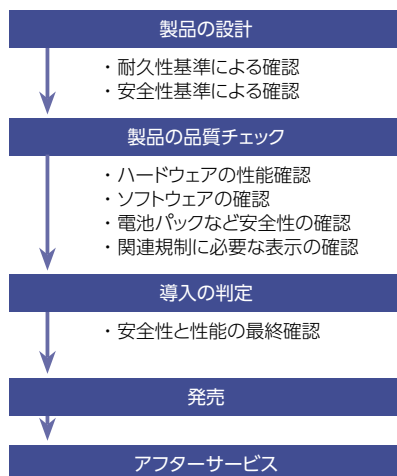 製品の設計
・耐久性基準による確認
・安全性基準による確認
製品の品質チェック
・ハードウェアの性能確認
・ソフトウェアの確認
・電池パックなど安全性の確認
・関連規制に必要な表示の確認
導入の判定
・安全性と性能の最終確認
発売
アフターサービス